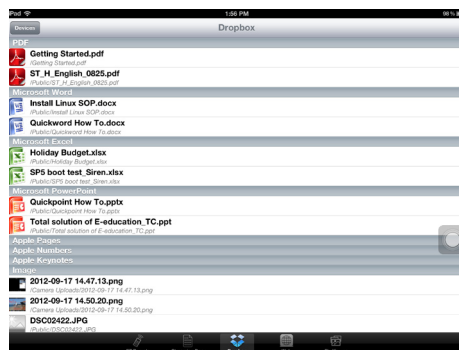 iPad
1:56 PM
98 %
Devices
Dropbox
PDF
Getting Started.pdf
/Getting Started.pdf
ST_H_English_0825.pdf
/Public/ST_H_English_0825.pdf
Microsoft Word
Install Linux SOP.docx
/Public/Install Linux SOP.docx
Quickword How To.docx
/Public/Quickword How To.docx
Microsoft Excel
Holiday Budget.xlsx
/Public/Holiday Budget.xlsx
SP5 boot test_Siren.xlsx
/Public/SP5 boot test_Siren.xlsx
Microsoft PowerPoint
Quickpoint How To.pptx
/Public/Quickpoint How To.pptx
Total solution of E-education_TC.ppt
/Public/Total solution of E-education_TC.ppt
Apple Pages
Apple Numbers
Apple Keynotes
Image
2012-09-17 14.47.13.png
/Camera Uploads/2012-09-17 14.47.13.png
2012-09-17 14.50.20.png
/Camera Uploads/2012-09-17 14.50.20.png
DSC02422.JPG
/Public/DSC02422.JPG